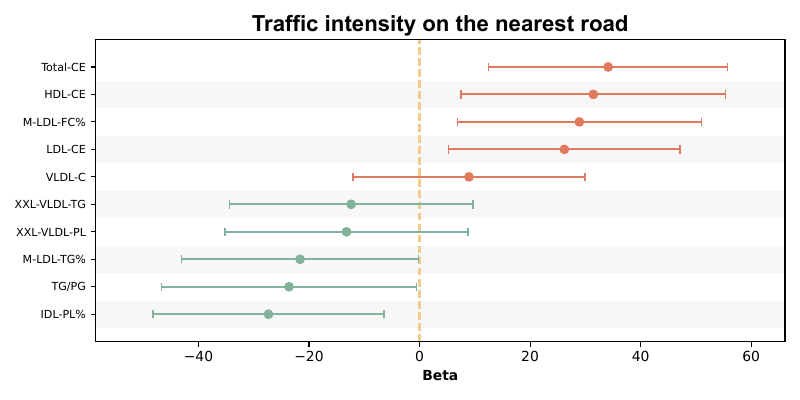 Traffic intensity on the nearest road
Total-CE
HDL-CE
M-LDL-FC%
LDL-CE
VLDL-C
XXL-VLDL-TG
XXL-VLDL-PL
M-LDL-TG%
TG/PG
IDL-PL%
−40 −20 0 20 40 60
Beta